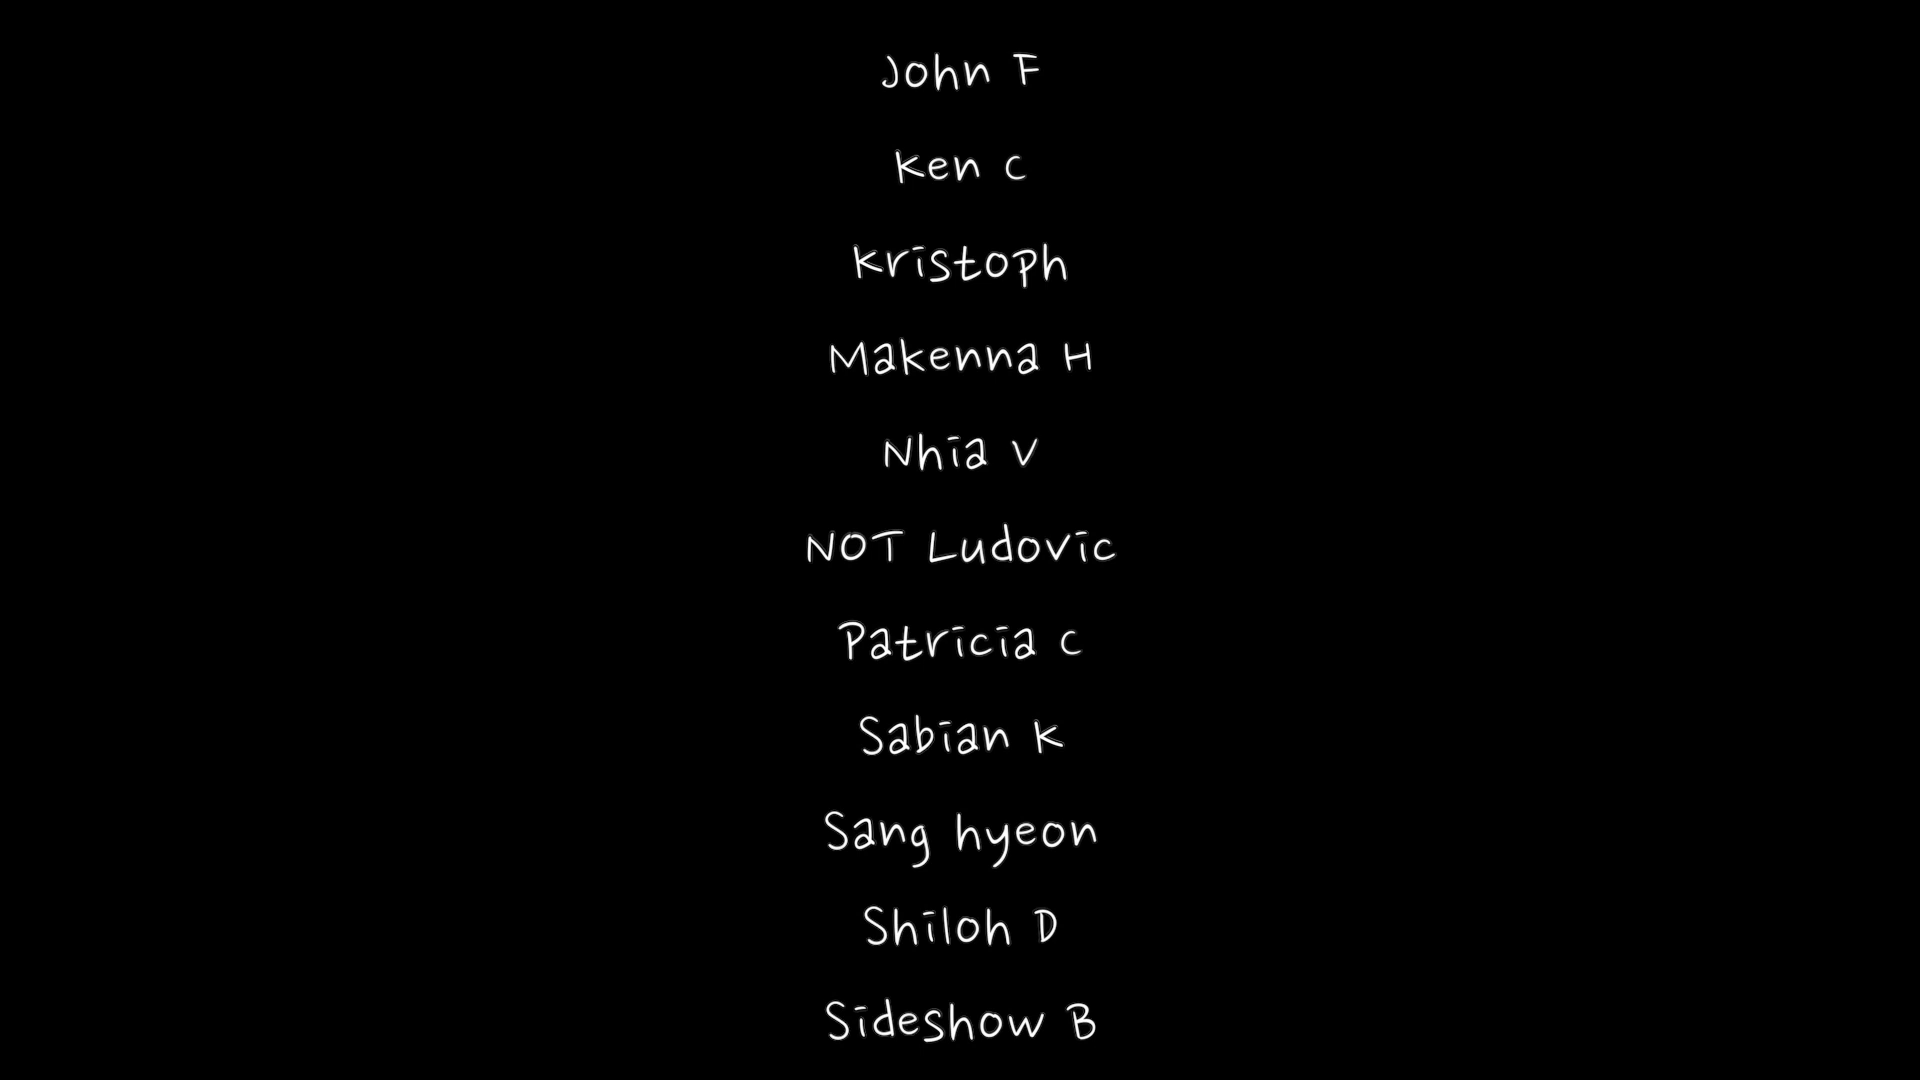 John F
Ken C
Kristoph
Makenna H
Nhia V
NOT Ludovic
Patricia C
Sabian K
Sang hyeon
Shiloh D
Sideshow B